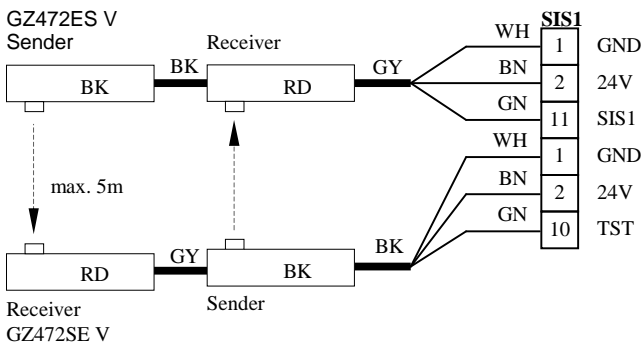 GZ472ES V
Sender
Receiver
SIS1
WH
1
GND
BK
BK
RD
GY
BN
2
24V
GN
11
SIS1
WH
1
GND
max. 5m
BN
2
24V
GN
10
TST
RD
GY
BK
BK
Receiver
GZ472SE V
Sender